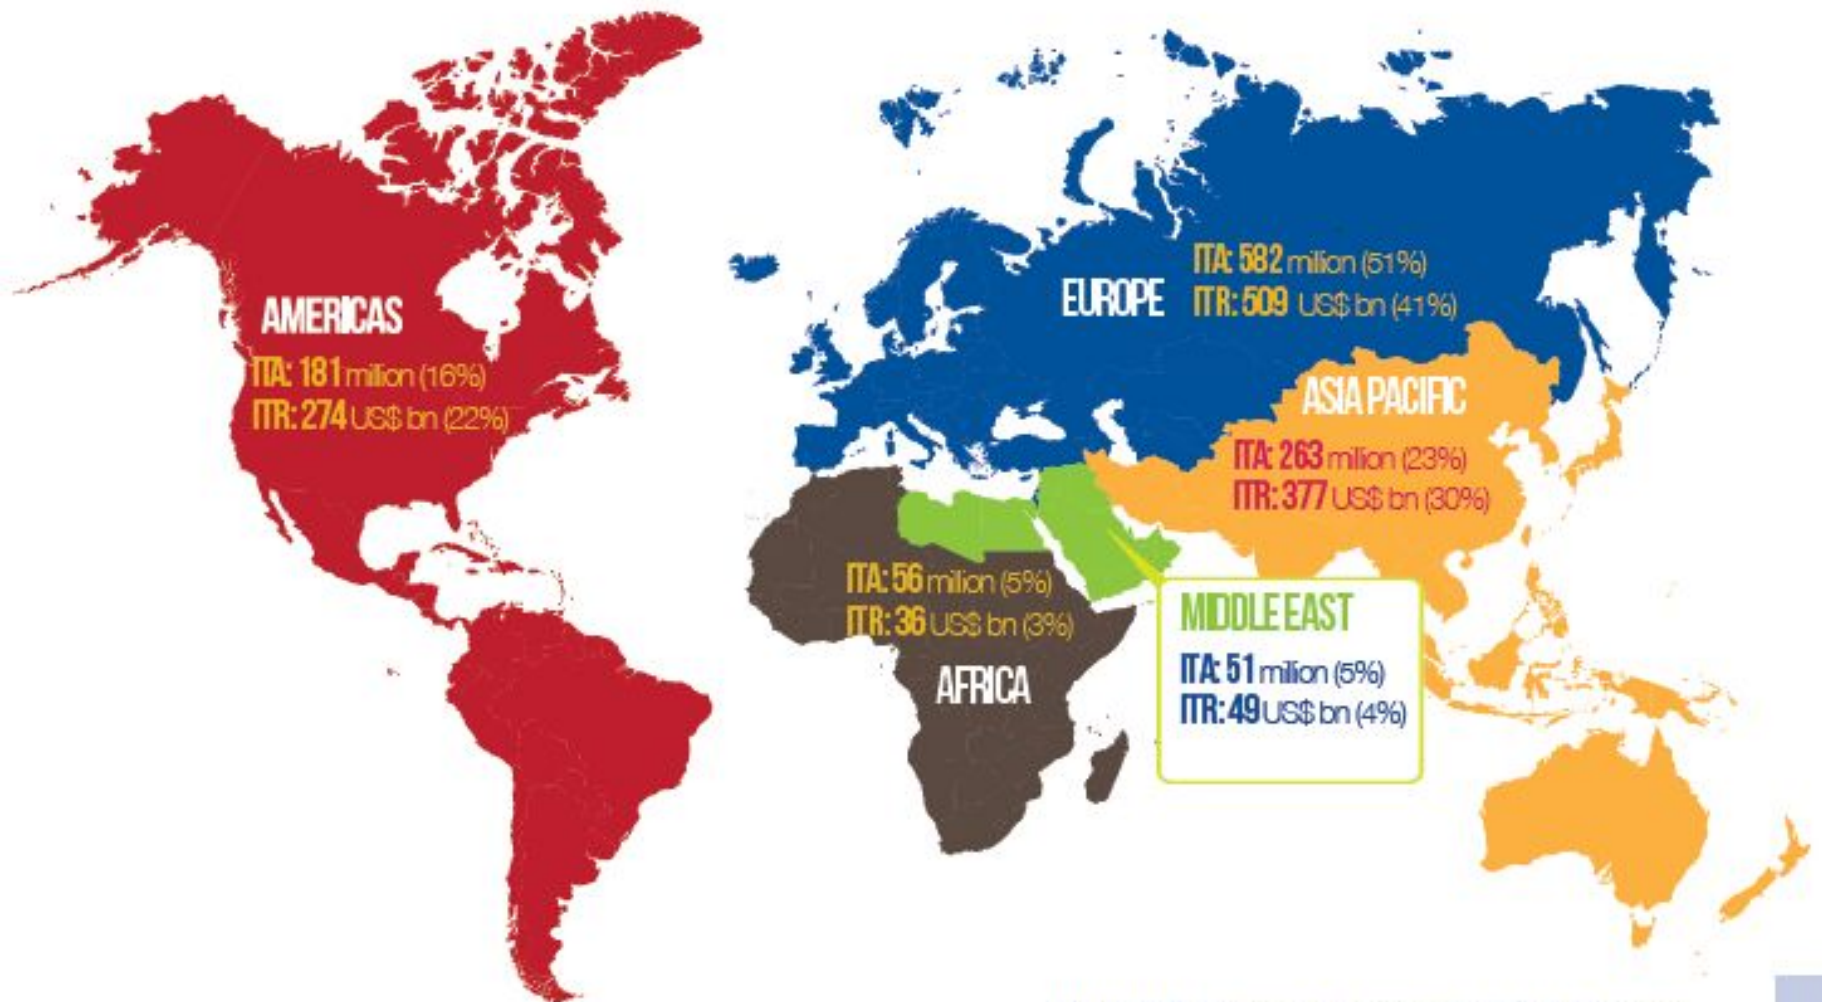 AMERICAS
ITA: 181 million (16%)
ITR: 274 US$ bn (22%)
EUROPE
ITA: 582 million (51%)
ITR: 509 US$ bn (41%)
ASIA PACIFIC
ITA: 263 million (23%)
ITR: 377 US$ bn (30%)
ITA: 56 million (5%)
ITR: 36 US$ bn (3%)
AFRICA
MIDDLE EAST
ITA: 51 million (5%)
ITR: 49 US$ bn (4%)